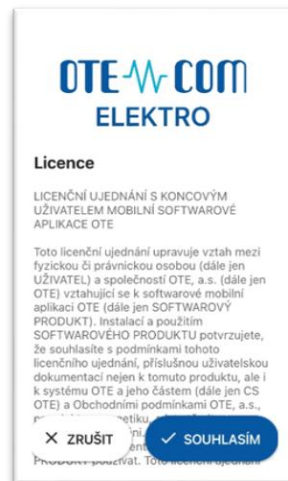 OTE COM
ELEKTRO
Licence
LICENČNÍ UJEDNÁNÍ S KONCOVÝM
UŽIVATELEM MOBILNÍ SOFTWAROVÉ
APLIKACE OTE
Toto licenční ujednání upravuje vztah mezi
fyzickou či právnickou osobou (dále jen
UŽIVATEL) a společností OTE, a.s. (dále jen
OTE) vztahující se k softwarové mobilní
aplikaci OTE (dále jen SOFTWAROVÝ
PRODUKT). Instalací a použitím
SOFTWAROVÉHO PRODUKTU potvrzujete,
že souhlasíte s podmínkami tohoto
licenčního ujednání, příslušnou uživatelskou
dokumentací nejen k tomuto produktu, ale i
k systému OTE a jeho částem (dále jen CS
OTE) a Obchodními podmínkami OTE, a.s.,
ZRUŠIT
SOUHLASÍM
PRODUKT používat. Toto licenční ujednání